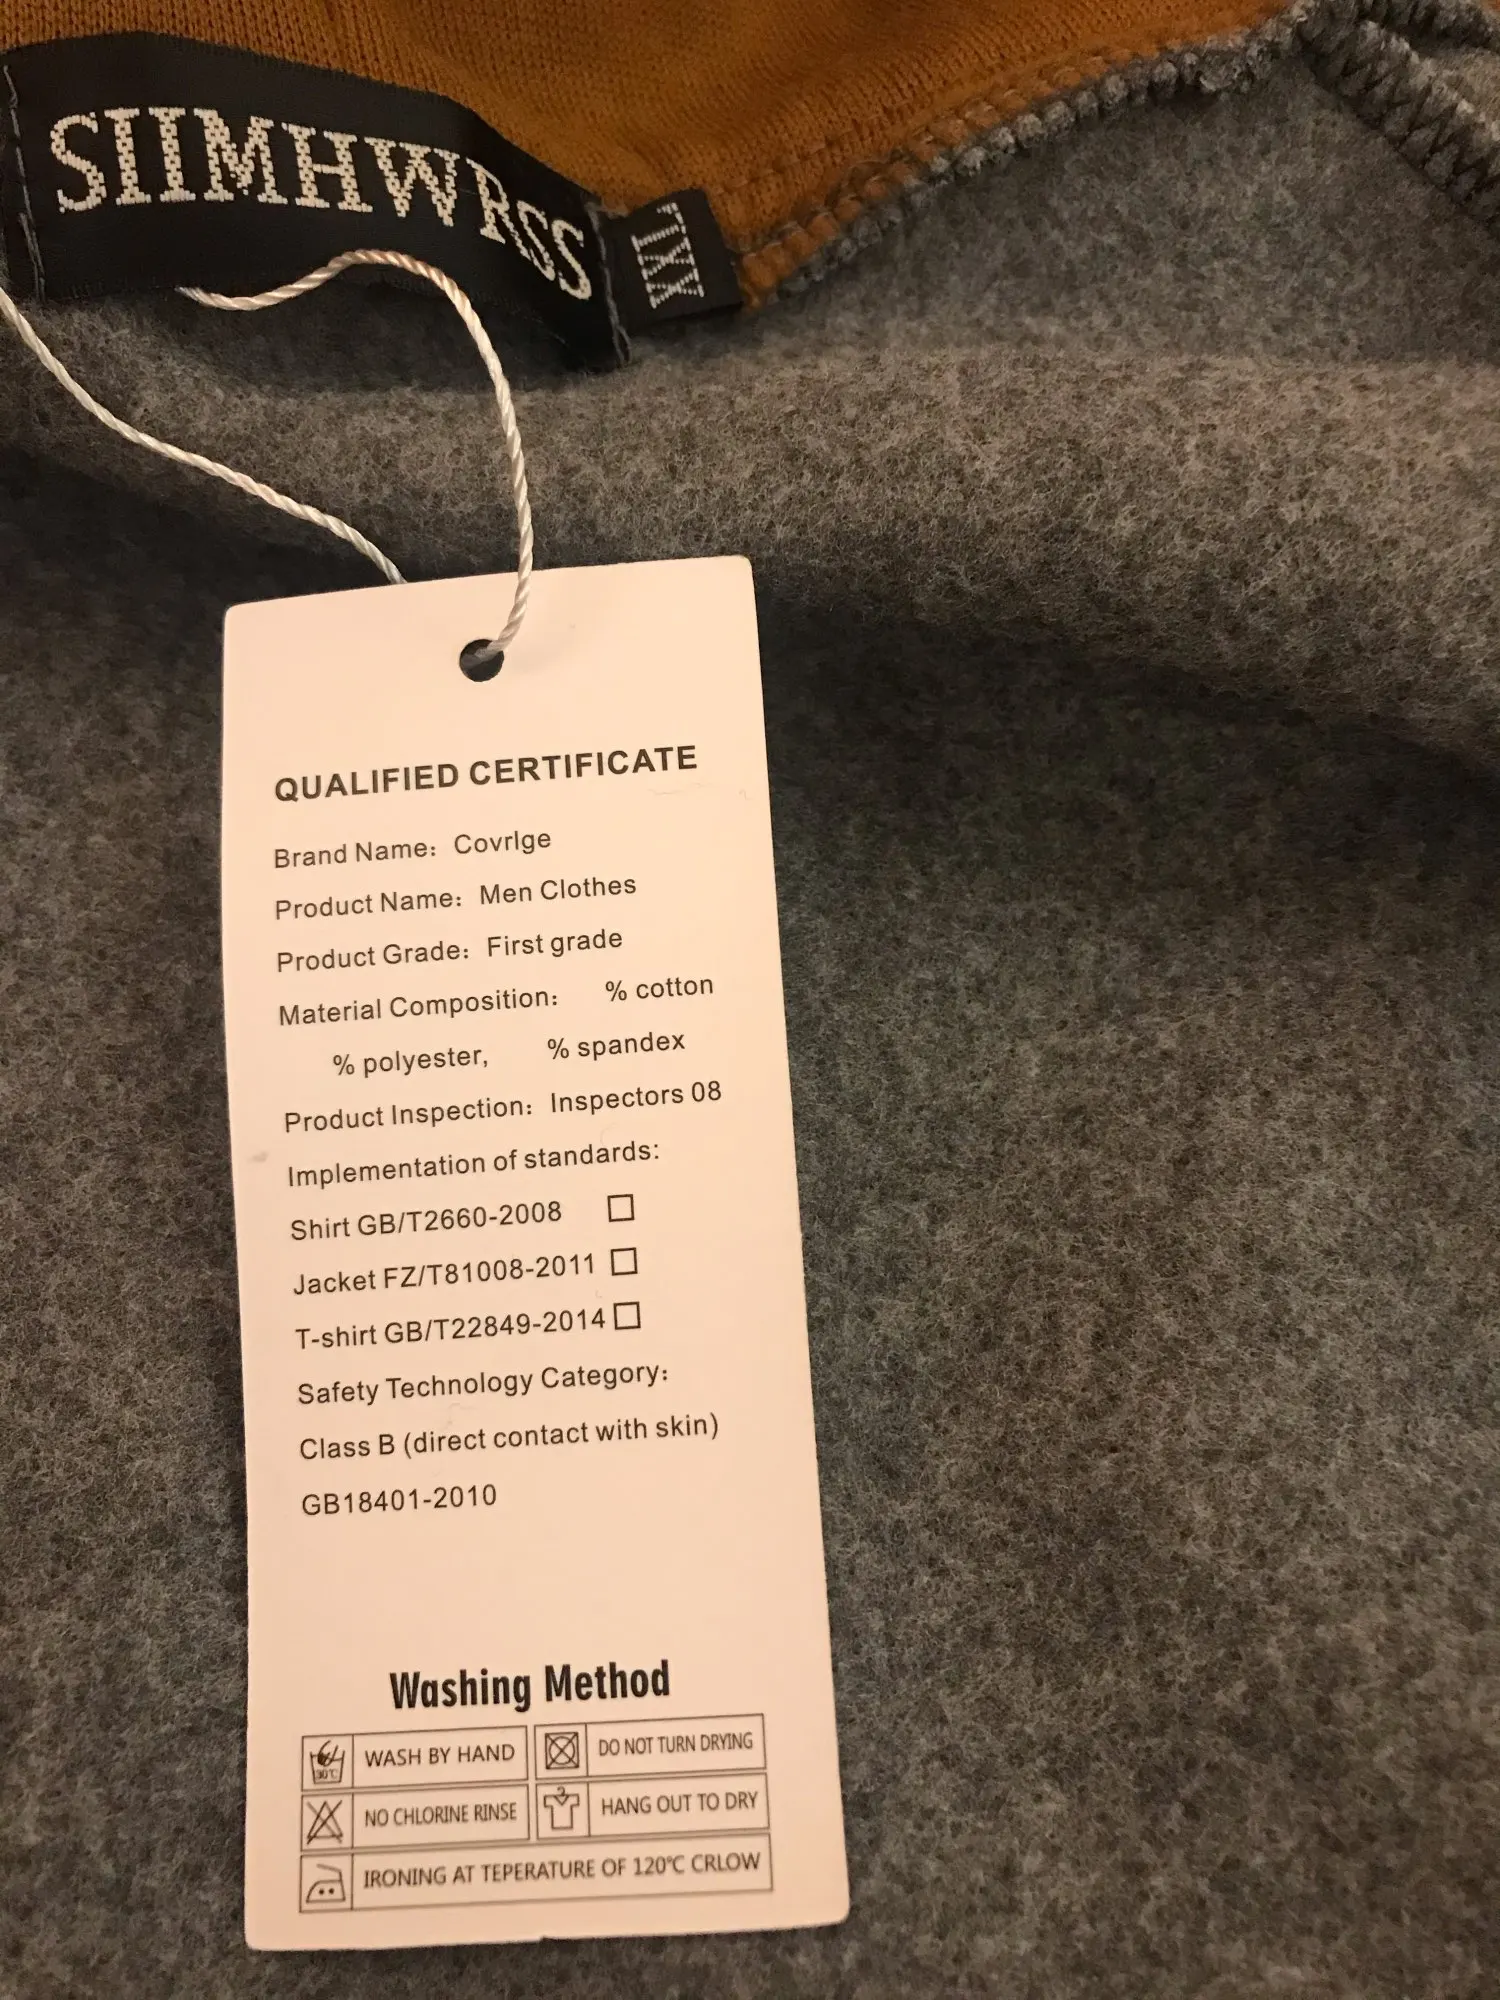 SIIMHWRSS
XXL
QUALIFIED CERTIFICATE
Brand Name: Covrlge
Product Name: Men Clothes
Product Grade: First grade
Material Composition: % cotton
% polyester, % spandex
Product Inspection: Inspectors 08
Implementation of standards:
Shirt GB/T2660-2008 □
Jacket FZ/T81008-2011 □
T-shirt GB/T22849-2014 □
Safety Technology Category:
Class B (direct contact with skin)
GB18401-2010
Washing Method
30℃ WASH BY HAND DO NOT TURN DRYING
NO CHLORINE RINSE HANG OUT TO DRY
IRONING AT TEPERATURE OF 120℃ CRLOW